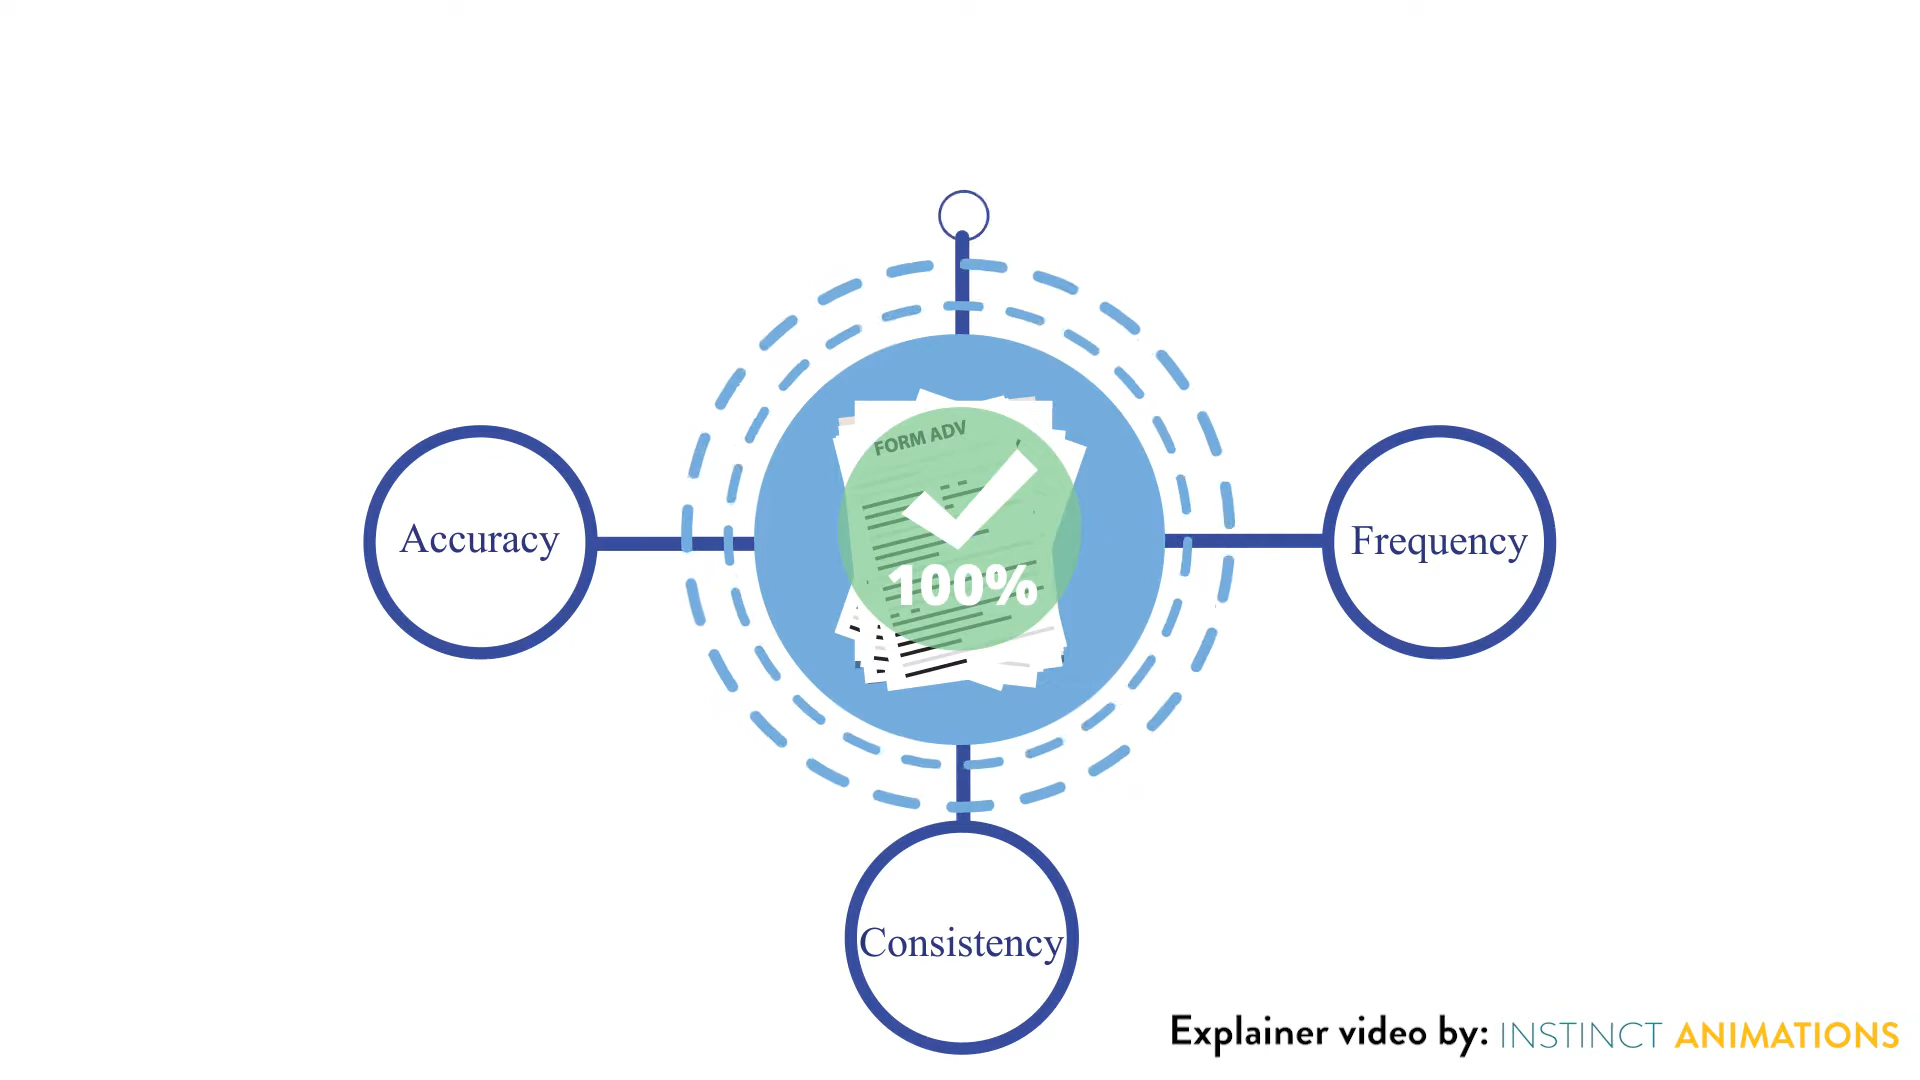 FORM ADV
100%
Accuracy
Frequency
Consistency
Explainer video by: INSTINCT ANIMATIONS